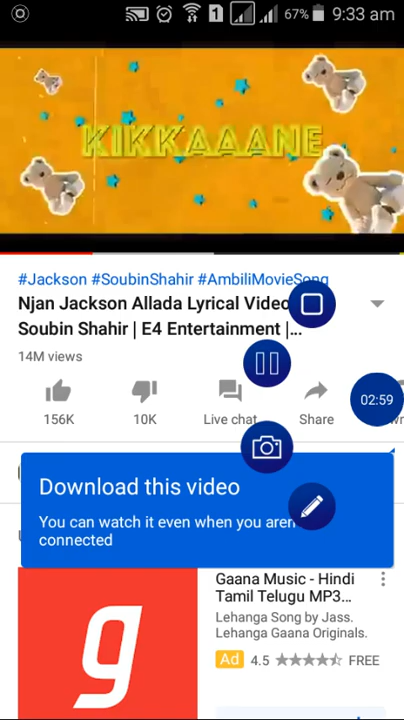 1
67%
9:33 am
KIKKAAANE
#Jackson #SoubinShahir #AmbiliMovieSong
Njan Jackson Allada Lyrical Video
Soubin Shahir | E4 Entertainment |...
14M views
156K
10K
Live chat
Share
02:59
Download this video
You can watch it even when you aren
connected
Gaana Music - Hindi
Tamil Telugu MP3...
Lehanga Song by Jass.
Lehanga Gaana Originals.
Ad 4.5 FREE
g